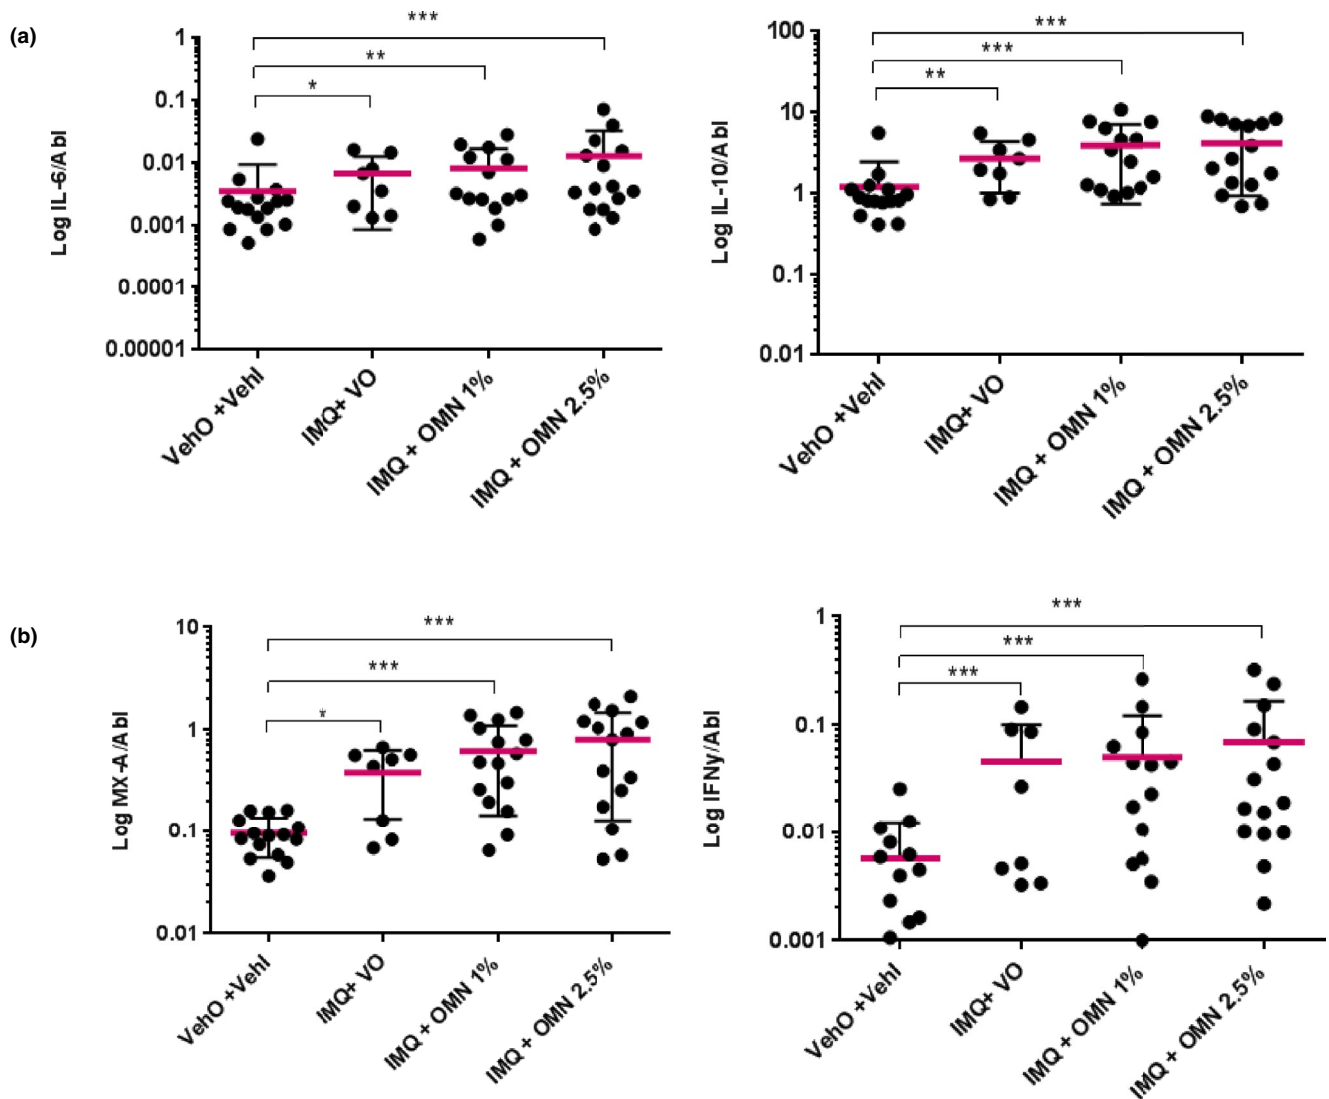 (a)
***
**
*
1
0.1
0.01
0.001
0.0001
0.00001
Log IL-6/Abl
VehO +Vehl
IMQ+ VO
IMQ + OMN 1%
IMQ + OMN 2.5%
***
***
**
100
10
1
0.1
0.01
Log IL-10/Abl
VehO +Vehl
IMQ+ VO
IMQ + OMN 1%
IMQ + OMN 2.5%
(b)
***
***
*
10
1
0.1
0.01
Log MX-A/Abl
VehO +Vehl
IMQ+ VO
IMQ + OMN 1%
IMQ + OMN 2.5%
***
***
***
1
0.1
0.01
0.001
Log IFNy/Abl
VehO +Vehl
IMQ+ VO
IMQ + OMN 1%
IMQ + OMN 2.5%